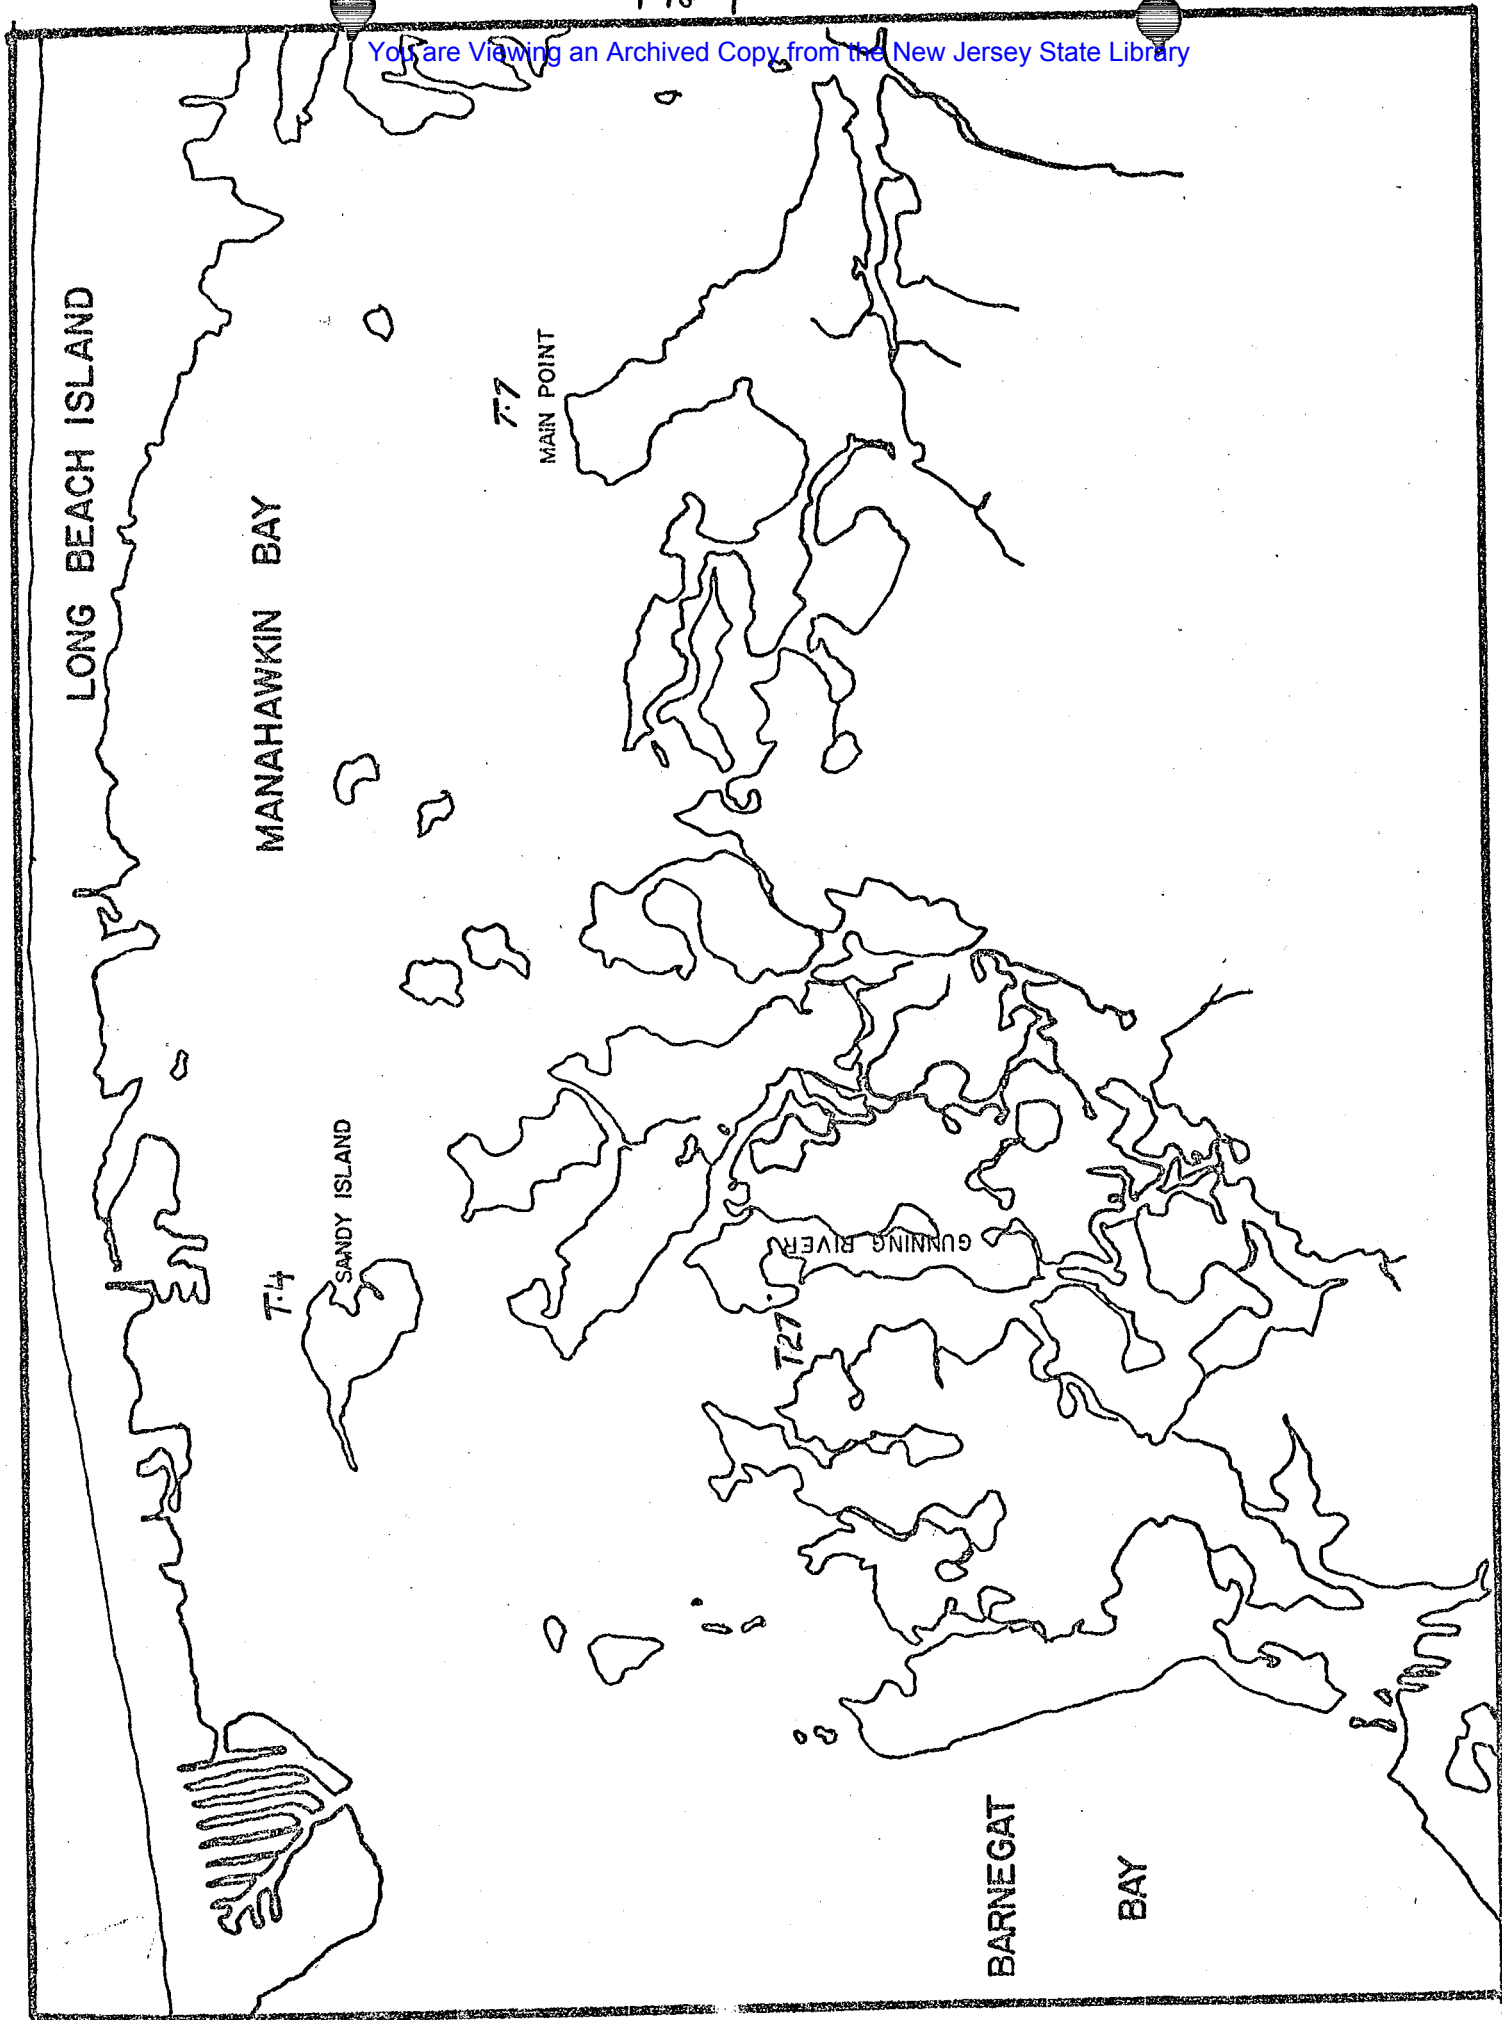 You are Viewing an Archived Copy from the New Jersey State Library
LONG BEACH ISLAND
MANAHAWKIN BAY
T-7
MAIN POINT
T-4
SANDY ISLAND
GUNNING RIVER
T27
BARNEGAT
BAY